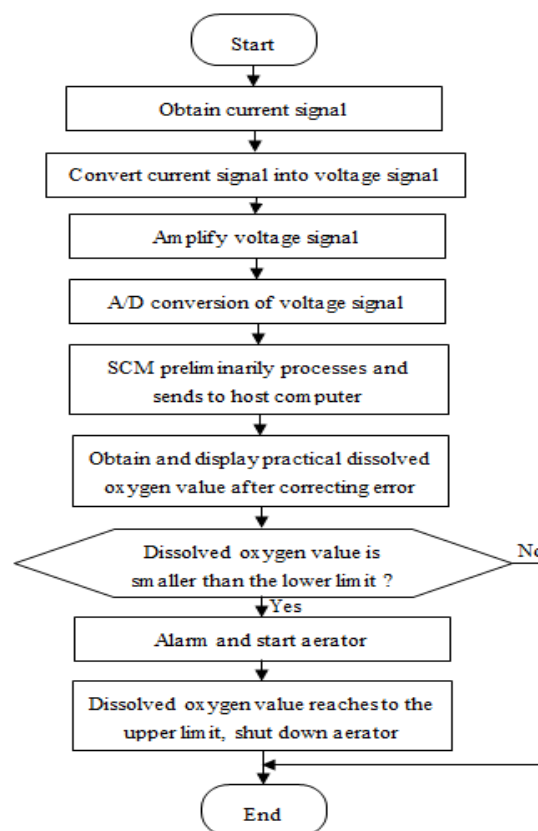 Start
Obtain current signal
Convert current signal into voltage signal
Amplify voltage signal
A/D conversion of voltage signal
SCM preliminarily processes and
sends to host computer
Obtain and display practical dissolved
oxygen value after correcting error
Dissolved oxygen value is
smaller than the lower limit ?
No
Yes
Alarm and start aerator
Dissolved oxygen value reaches to the
upper limit, shut down aerator
End